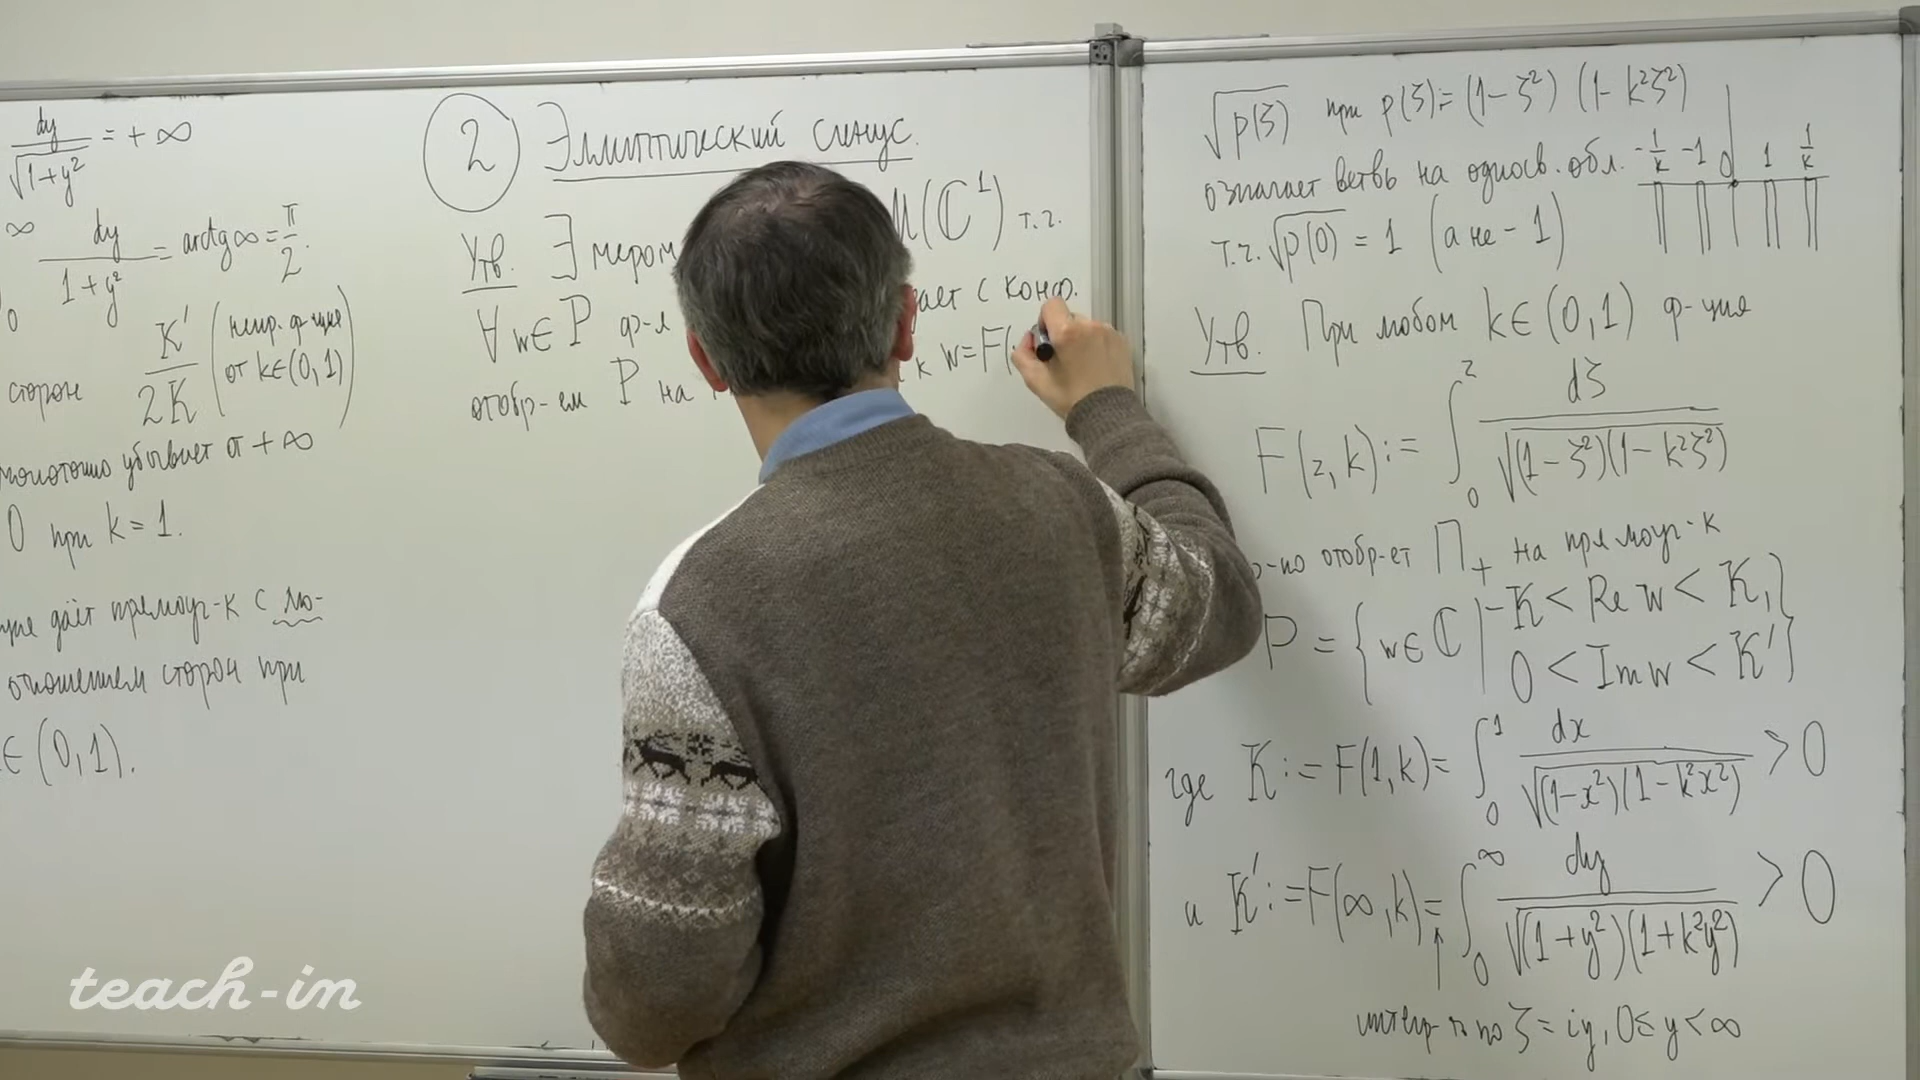 dy/√(1+y²) = +∞
∞ dy/(1+y²) = arctg ∞ = π/2.
0
сторон K'/2K (непр. ф-ция от k∈(0,1))
монотонно убывает от +∞
0 при k = 1.
даёт прямоуг-к с лю-
отношением сторон при
∈ (0,1).
2 Эллиптический синус.
Утв. ∃ мером (ℂ¹) т.ч.
∀ w∈P ф-л ает с конф.
отобр-ем P на к w=F(
√p(ζ) при p(ζ):=(1-ζ²)(1-k²ζ²)
означает ветвь на односв. обл. -1/k -1 0 1 1/k
т.ч. √p(0) = 1 (а не -1)
Утв. При любом k∈(0,1) ф-ция
F(z,k):= ∫₀ᶻ dζ/√((1-ζ²)(1-k²ζ²))
о-но отобр-ет Π₊ на прямоуг-к
P = {w∈ℂ | -K < Re w < K, 0 < Im w < K'}
где K := F(1,k) = ∫₀¹ dx/√((1-x²)(1-k²x²)) > 0
и K' := F(∞,k) = ∫₀^∞ dy/√((1+y²)(1+k²y²)) > 0
↑
по ζ = iy, 0≤y<∞
teach-in